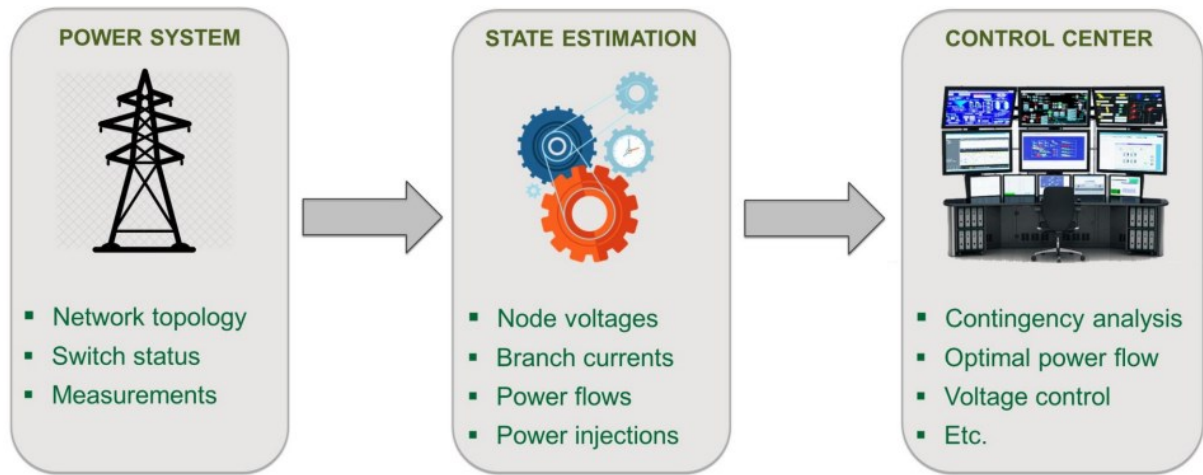 POWER SYSTEM
Network topology
Switch status
Measurements
STATE ESTIMATION
Node voltages
Branch currents
Power flows
Power injections
CONTROL CENTER
Contingency analysis
Optimal power flow
Voltage control
Etc.